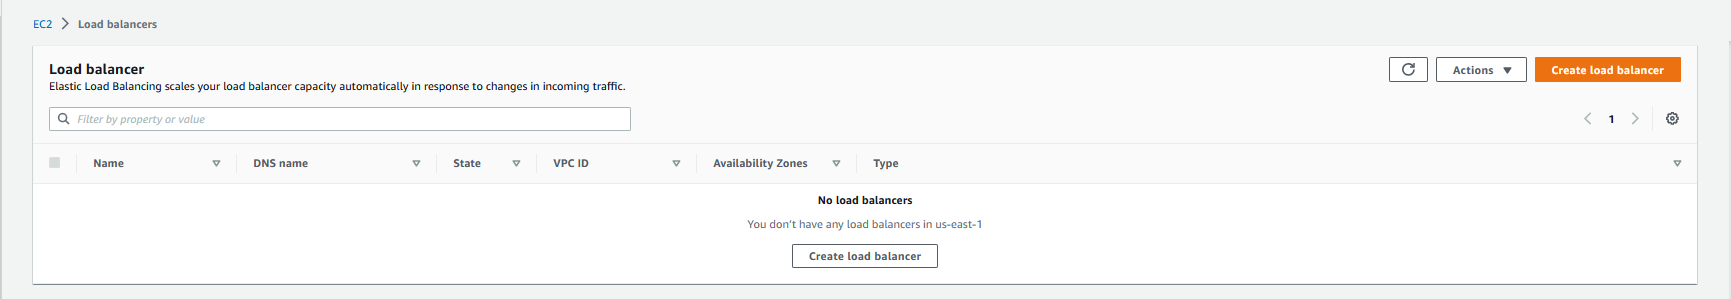 EC2 > Load balancers
Load balancer
Elastic Load Balancing scales your load balancer capacity automatically in response to changes in incoming traffic.
Actions
Create load balancer
Filter by property or value
1
Name DNS name State VPC ID Availability Zones Type
No load balancers
You don't have any load balancers in us-east-1
Create load balancer